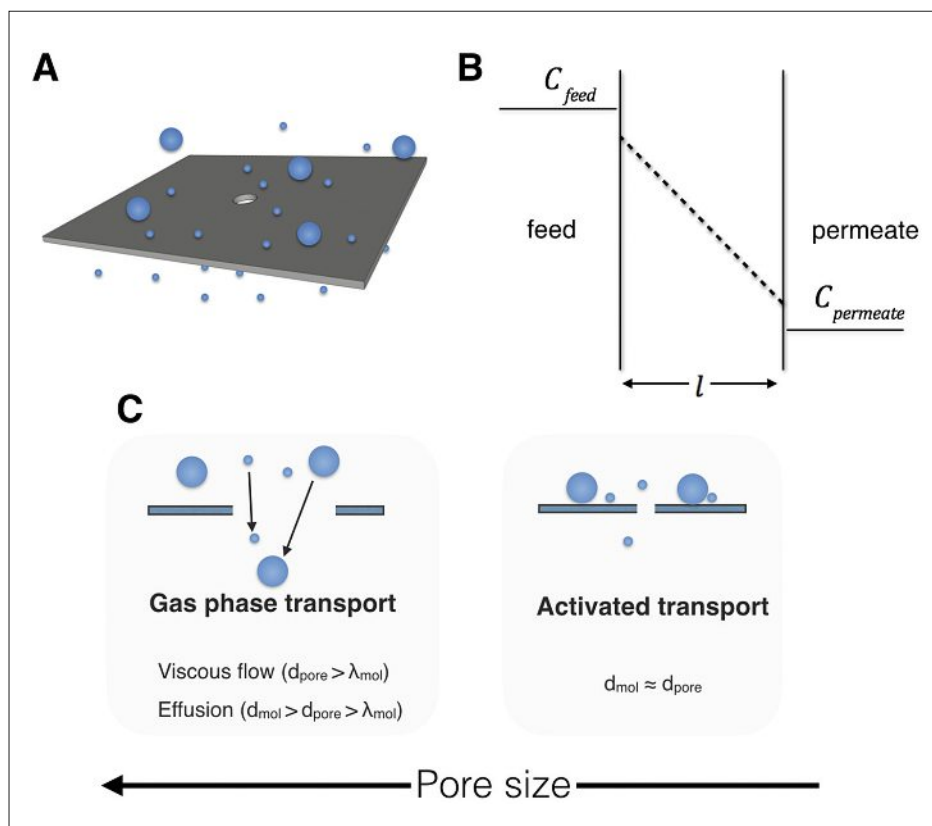 A
B
C_feed
feed
permeate
C_permeate
l
C
Gas phase transport
Viscous flow (d_pore > λ_mol)
Effusion (d_mol > d_pore > λ_mol)
Activated transport
d_mol ≈ d_pore
Pore size